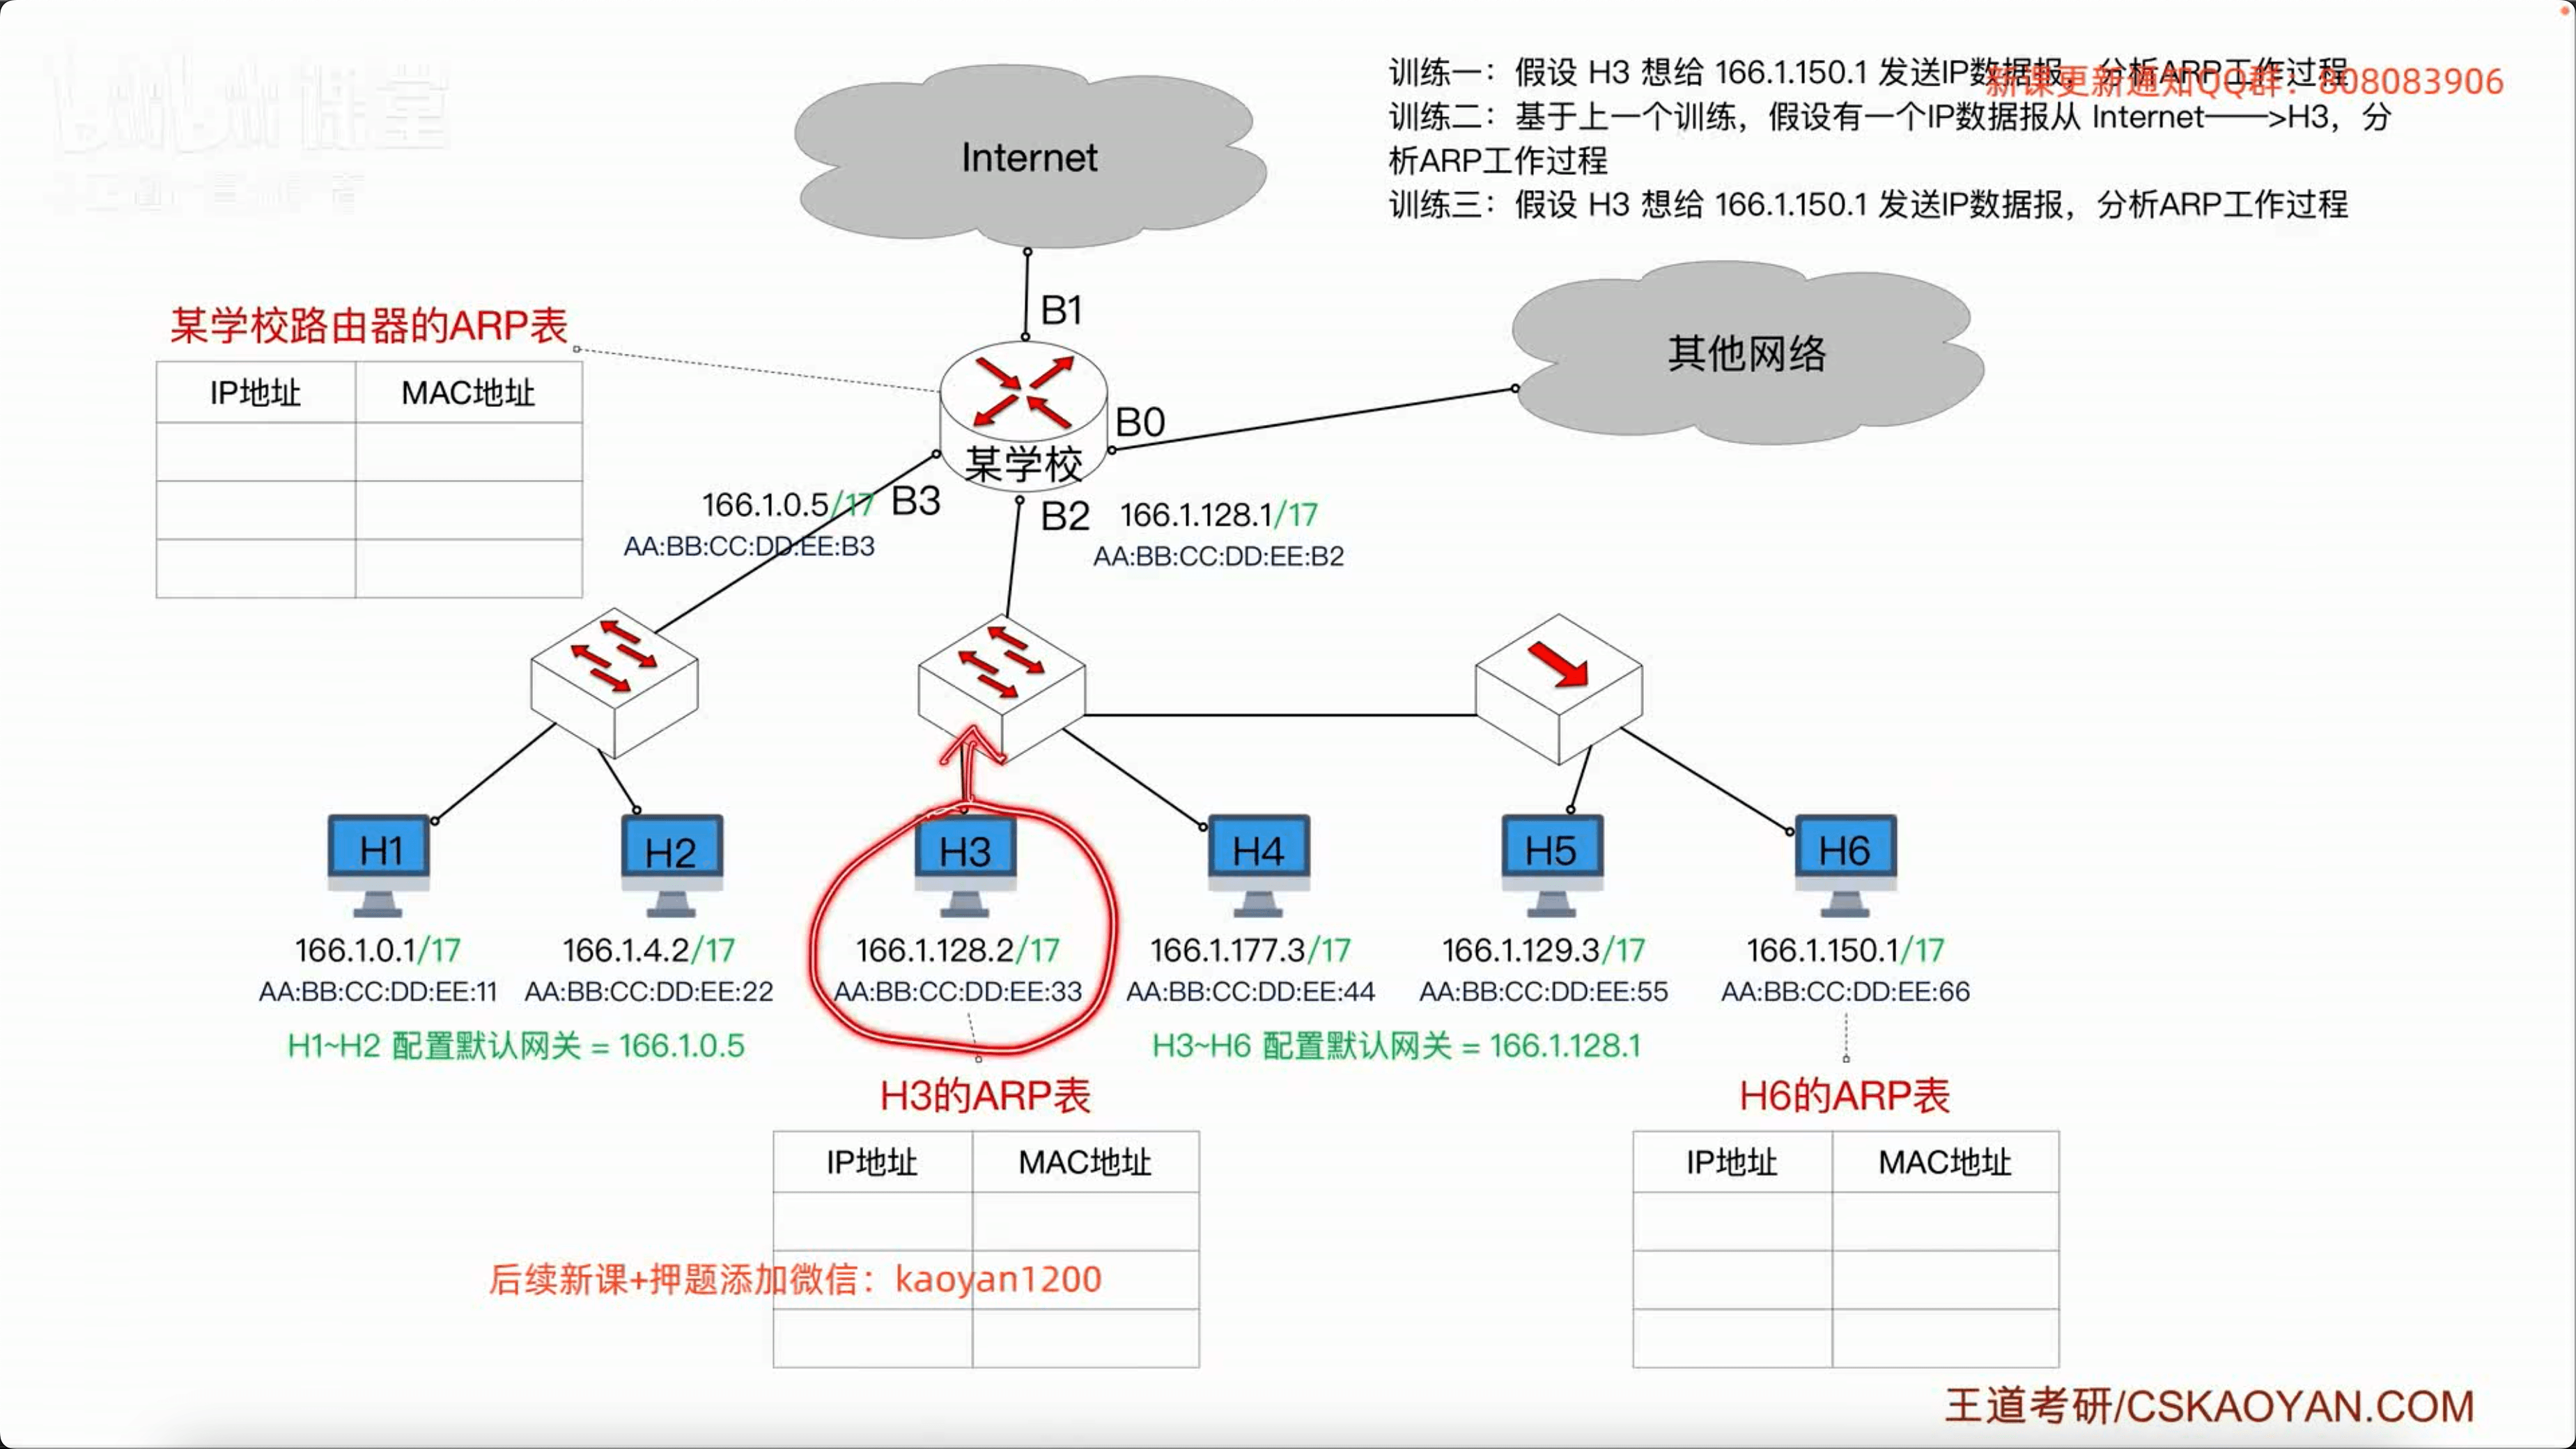 训练一：假设 H3 想给 166.1.150.1 发送IP数据报，分析ARP工作过程
新课更新通知QQ群：808083906
训练二：基于上一个训练，假设有一个IP数据报从 Internet——>H3，分
析ARP工作过程
训练三：假设 H3 想给 166.1.150.1 发送IP数据报，分析ARP工作过程
Internet
B1
其他网络
某学校路由器的ARP表
IP地址 MAC地址
B0
某学校
166.1.0.5/17 B3
AA:BB:CC:DD:EE:B3
B2 166.1.128.1/17
AA:BB:CC:DD:EE:B2
H1 H2 H3 H4 H5 H6
166.1.0.1/17 166.1.4.2/17 166.1.128.2/17 166.1.177.3/17 166.1.129.3/17 166.1.150.1/17
AA:BB:CC:DD:EE:11 AA:BB:CC:DD:EE:22 AA:BB:CC:DD:EE:33 AA:BB:CC:DD:EE:44 AA:BB:CC:DD:EE:55 AA:BB:CC:DD:EE:66
H1~H2 配置默认网关 = 166.1.0.5 H3~H6 配置默认网关 = 166.1.128.1
H3的ARP表 H6的ARP表
IP地址 MAC地址 IP地址 MAC地址
后续新课+押题添加微信：kaoyan1200
王道考研/CSKAOYAN.COM